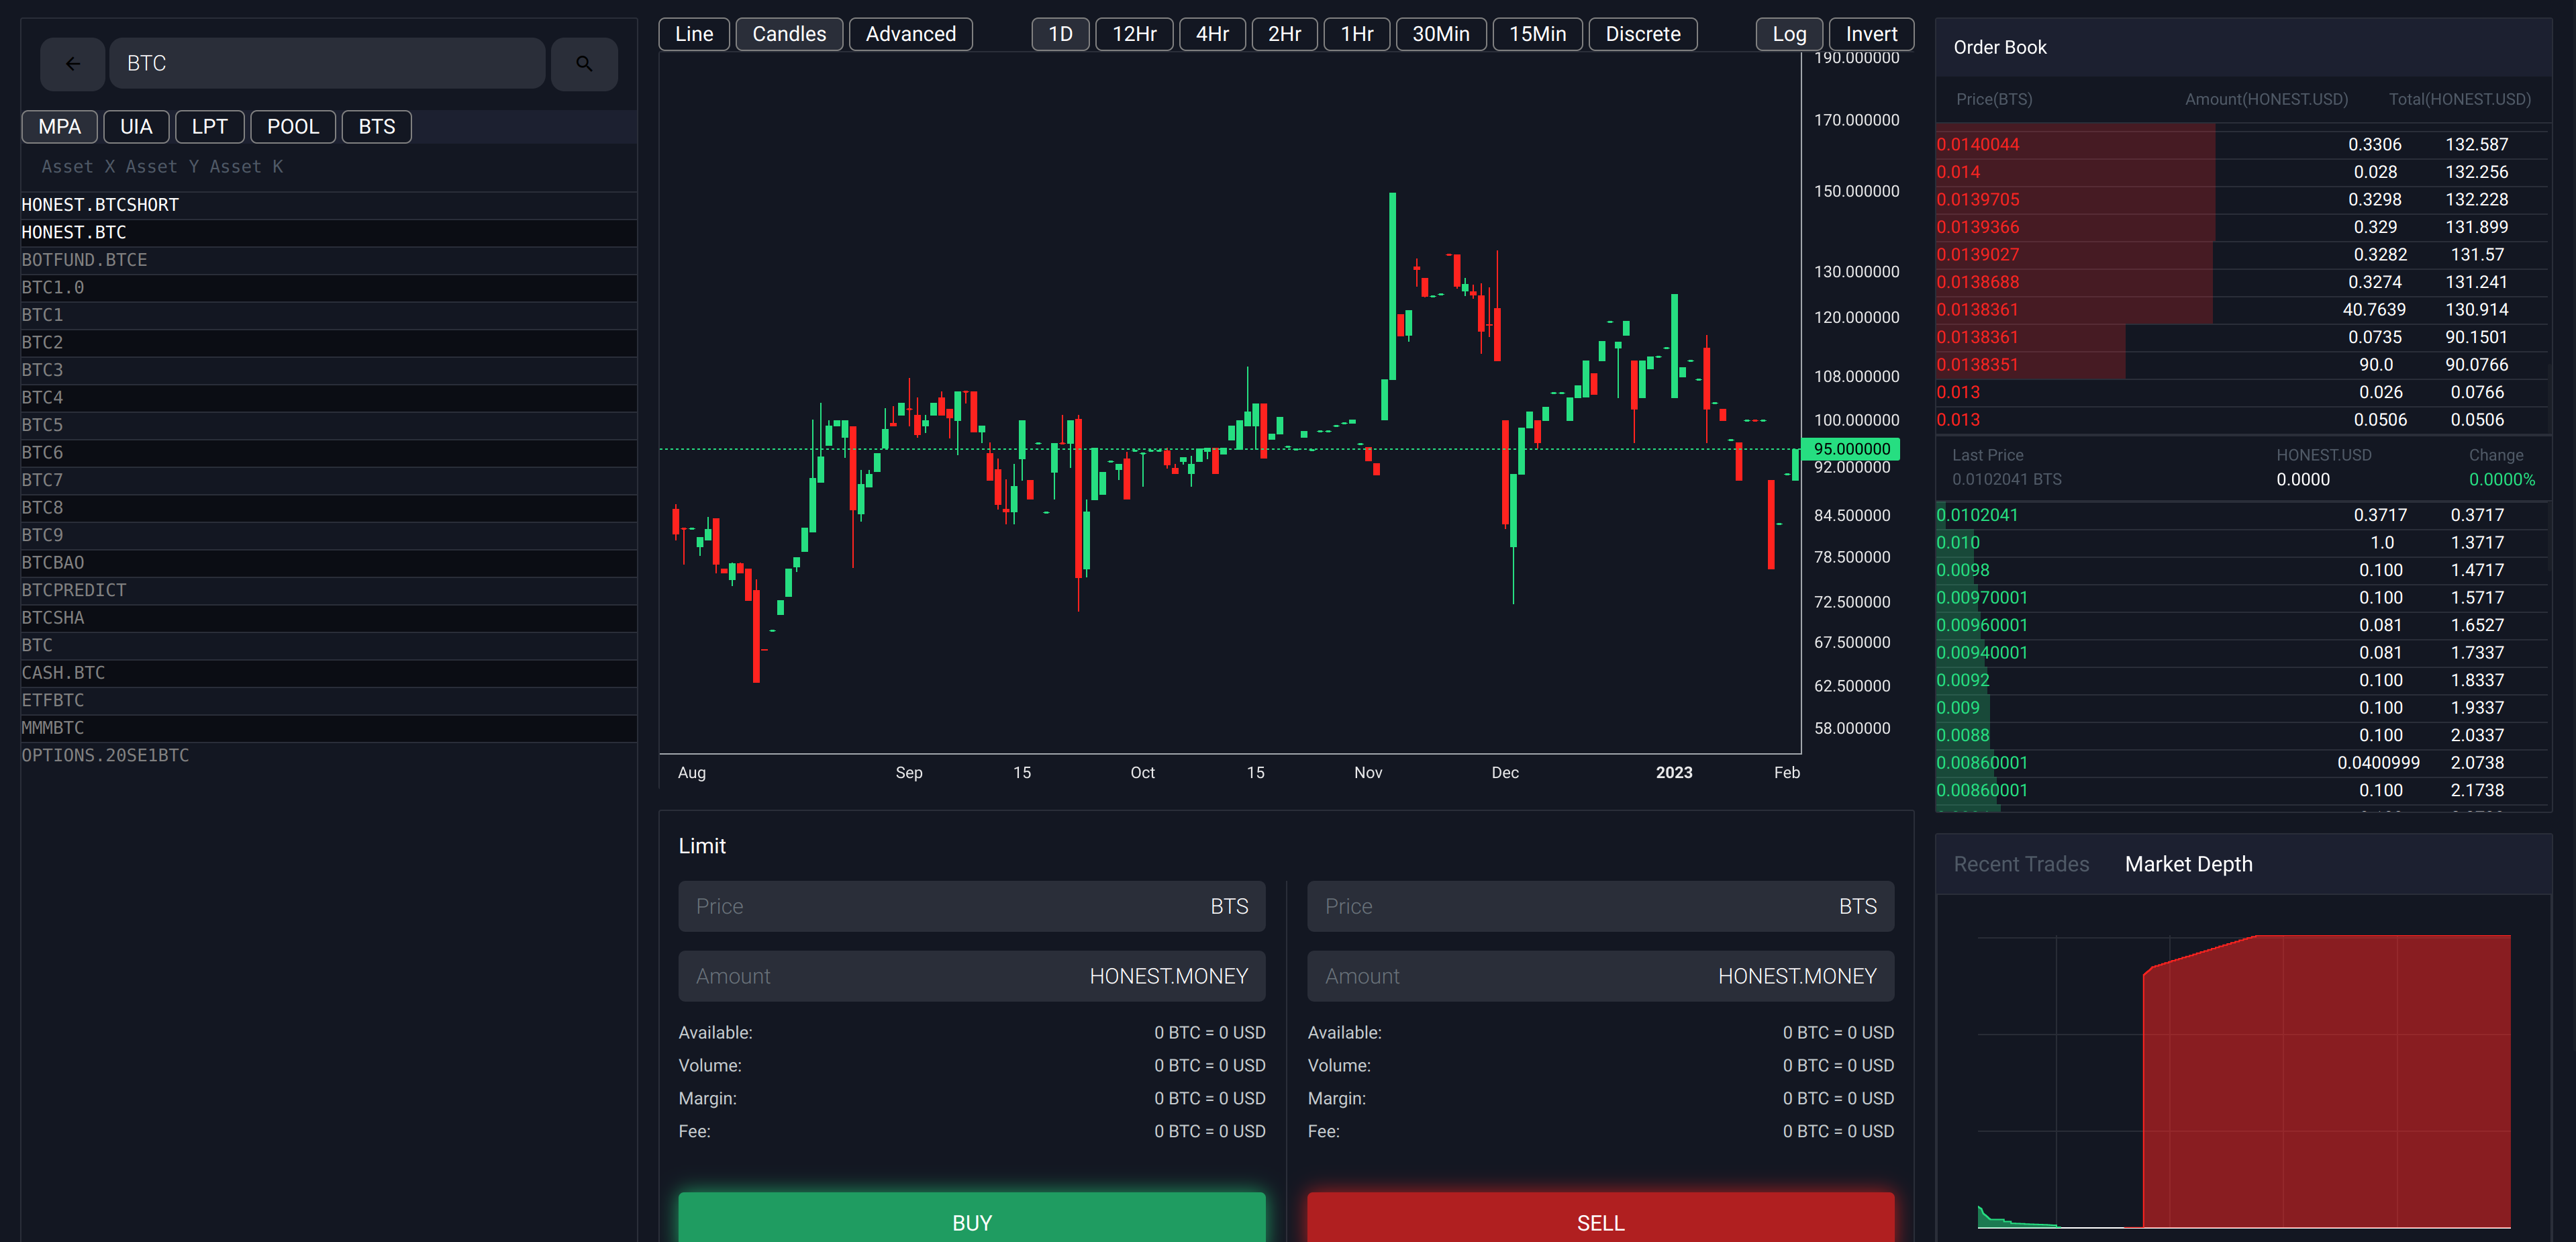 BTC
MPA UIA LPT POOL BTS
Asset X Asset Y Asset K
HONEST.BTCSHORT
HONEST.BTC
BOTFUND.BTCE
BTC1.0
BTC1
BTC2
BTC3
BTC4
BTC5
BTC6
BTC7
BTC8
BTC9
BTCBAO
BTCPREDICT
BTCSHA
BTC
CASH.BTC
ETFBTC
MMMBTC
OPTIONS.20SE1BTC
Line Candles Advanced 1D 12Hr 4Hr 2Hr 1Hr 30Min 15Min Discrete Log Invert
190.000000
170.000000
150.000000
130.000000
120.000000
108.000000
100.000000
95.000000
92.000000
84.500000
78.500000
72.500000
67.500000
62.500000
58.000000
Aug Sep 15 Oct 15 Nov Dec 2023 Feb
Limit
Price BTS
Amount HONEST.MONEY
Available: 0 BTC = 0 USD
Volume: 0 BTC = 0 USD
Margin: 0 BTC = 0 USD
Fee: 0 BTC = 0 USD
BUY
Price BTS
Amount HONEST.MONEY
Available: 0 BTC = 0 USD
Volume: 0 BTC = 0 USD
Margin: 0 BTC = 0 USD
Fee: 0 BTC = 0 USD
SELL
Order Book
Price(BTS) Amount(HONEST.USD) Total(HONEST.USD)
0.0140044 0.3306 132.587
0.014 0.028 132.256
0.0139705 0.3298 132.228
0.0139366 0.329 131.899
0.0139027 0.3282 131.57
0.0138688 0.3274 131.241
0.0138361 40.7639 130.914
0.0138361 0.0735 90.1501
0.0138351 90.0 90.0766
0.013 0.026 0.0766
0.013 0.0506 0.0506
Last Price HONEST.USD Change
0.0102041 BTS 0.0000 0.0000%
0.0102041 0.3717 0.3717
0.010 1.0 1.3717
0.0098 0.100 1.4717
0.00970001 0.100 1.5717
0.00960001 0.081 1.6527
0.00940001 0.081 1.7337
0.0092 0.100 1.8337
0.009 0.100 1.9337
0.0088 0.100 2.0337
0.00860001 0.0400999 2.0738
0.00860001 0.100 2.1738
Recent Trades Market Depth